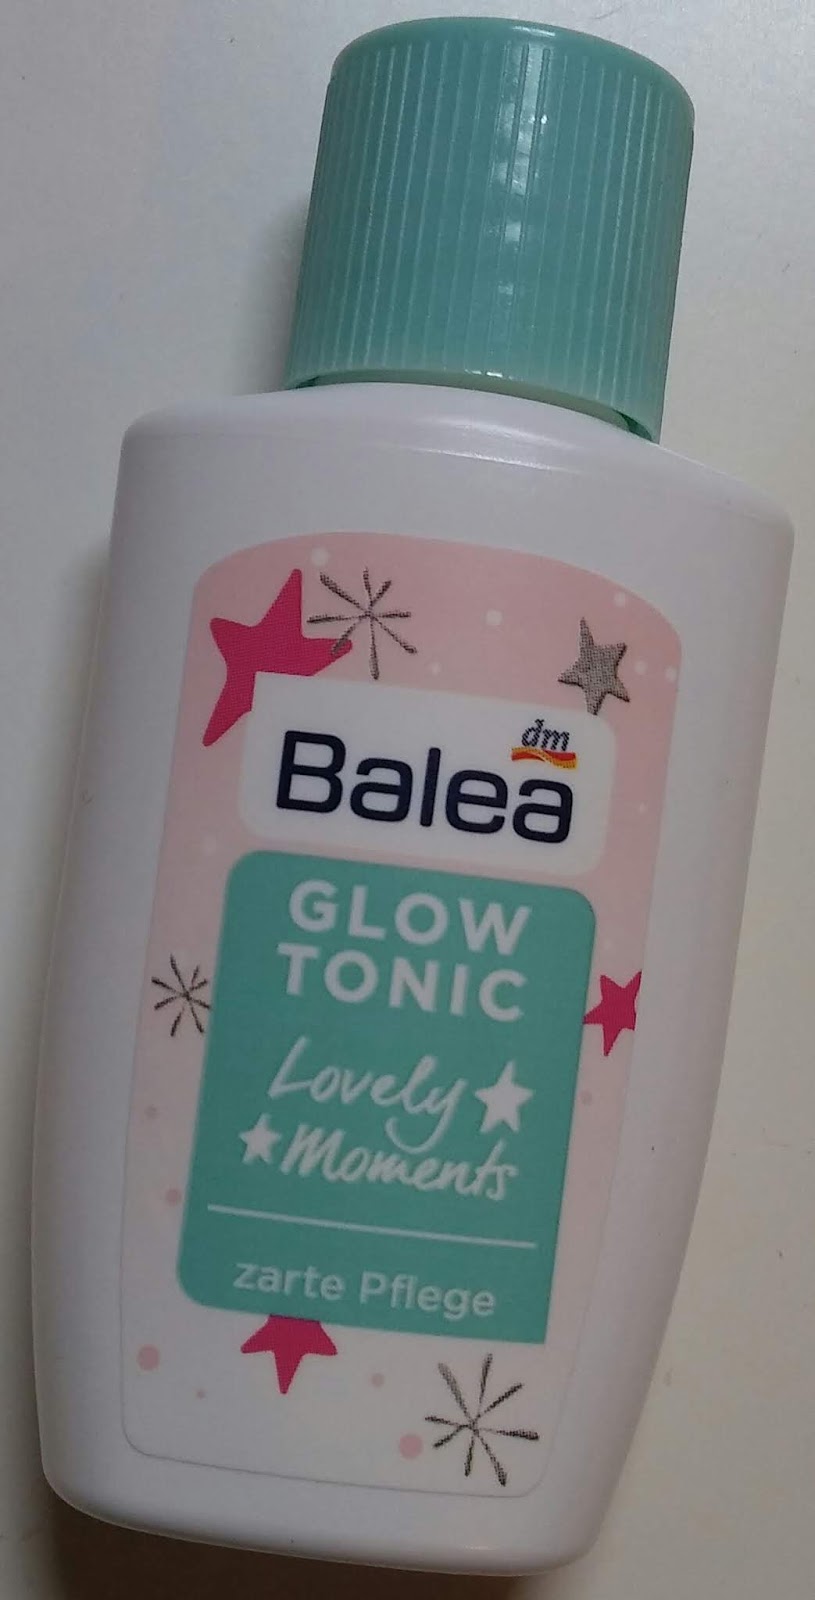 dm
Balea
GLOW
TONIC
Lovely
Moments
zarte Pflege